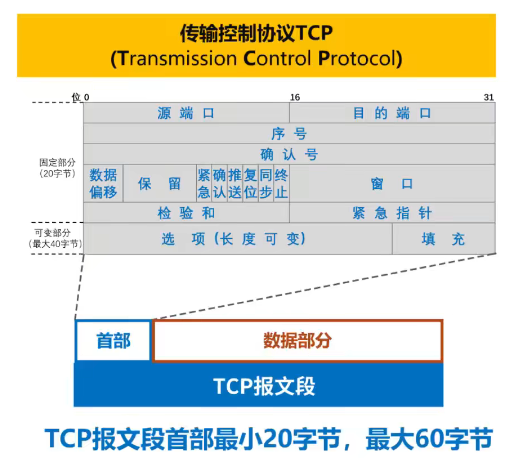 传输控制协议TCP
(Transmission Control Protocol)
位 0 16 31
源端口 目的端口
序号
固定部分
(20字节)
确认号
数据偏移 保留 紧急 确认 推送 复位 同步 终止 窗口
检验和 紧急指针
可变部分
(最大40字节)
选项(长度可变) 填充
首部 数据部分
TCP报文段
TCP报文段首部最小20字节，最大60字节